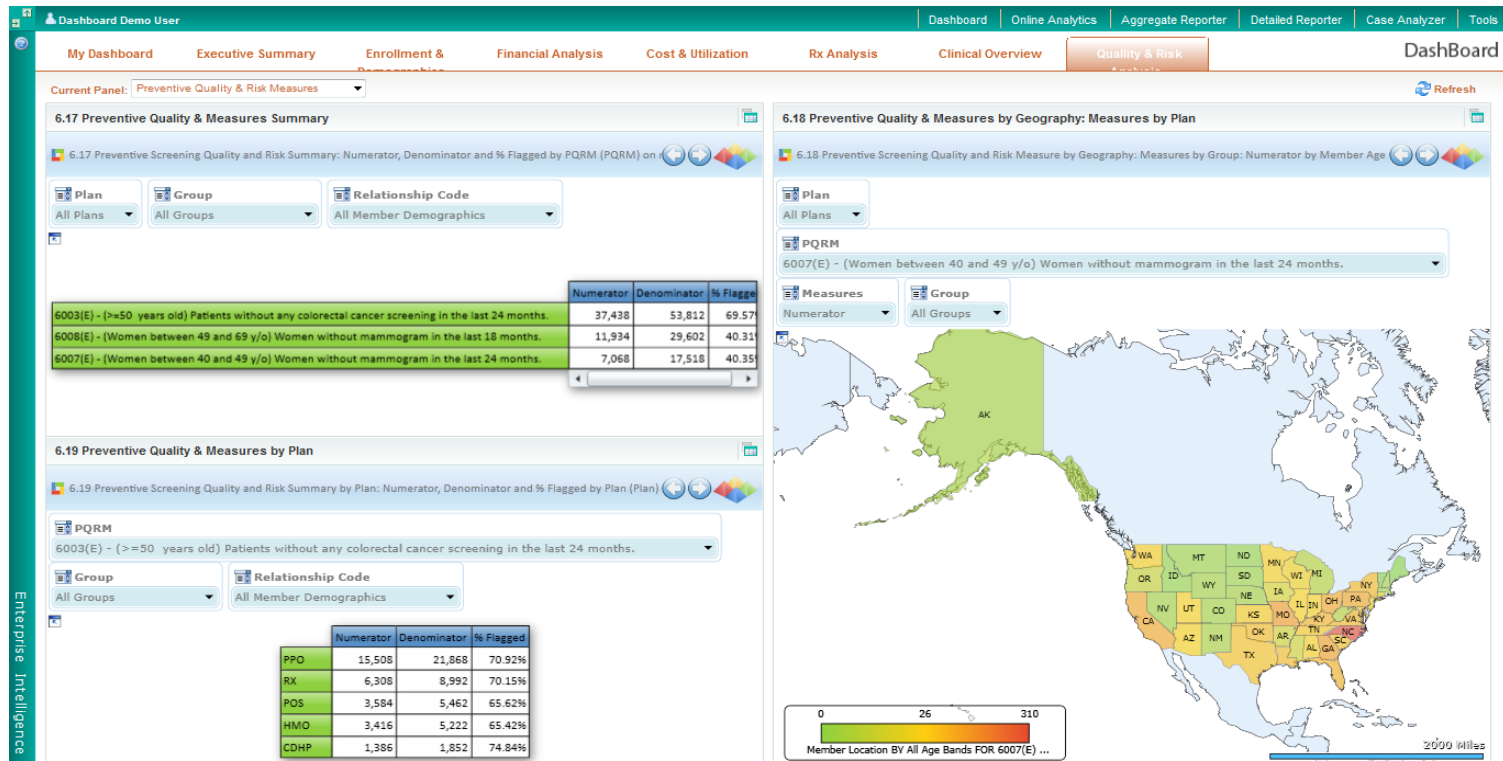 Dashboard Demo User
Dashboard
Online Analytics
Aggregate Reporter
Detailed Reporter
Case Analyzer
Tools
My Dashboard
Executive Summary
Enrollment &
Financial Analysis
Cost & Utilization
Rx Analysis
Clinical Overview
Quality & Risk
DashBoard
Current Panel: Preventive Quality & Risk Measures
Refresh
6.17 Preventive Quality & Measures Summary
6.17 Preventive Screening Quality and Risk Summary: Numerator, Denominator and % Flagged by PQRM (PQRM) on
Plan
Group
Relationship Code
All Plans
All Groups
All Member Demographics
Numerator Denominator % Flagge
6003(E) - (>=50 years old) Patients without any colorectal cancer screening in the last 24 months. 37,438 53,812 69.57%
6008(E) - (Women between 49 and 69 y/o) Women without mammogram in the last 18 months. 11,934 29,602 40.31%
6007(E) - (Women between 40 and 49 y/o) Women without mammogram in the last 24 months. 7,068 17,518 40.35%
6.19 Preventive Quality & Measures by Plan
6.19 Preventive Screening Quality and Risk Summary by Plan: Numerator, Denominator and % Flagged by Plan (Plan)
PQRM
6003(E) - (>=50 years old) Patients without any colorectal cancer screening in the last 24 months.
Group
Relationship Code
All Groups
All Member Demographics
Numerator Denominator % Flagged
PPO 15,508 21,868 70.92%
RX 6,308 8,992 70.15%
POS 3,584 5,462 65.62%
HMO 3,416 5,222 65.42%
CDHP 1,386 1,852 74.84%
6.18 Preventive Quality & Measures by Geography: Measures by Plan
6.18 Preventive Screening Quality and Risk Measure by Geography: Measures by Group: Numerator by Member Age
Plan
All Plans
PQRM
6007(E) - (Women between 40 and 49 y/o) Women without mammogram in the last 24 months.
Measures
Group
Numerator
All Groups
AK
WA MT ND MN
OR ID WY SD WI MI NY
NE IA IL IN OH PA
NV UT CO KS MO KY VA
CA AZ NM OK AR TN NC
SC
TX AL GA
0 26 310
Member Location BY All Age Bands FOR 6007(E) ...
2000 Miles
Enterprise Intelligence